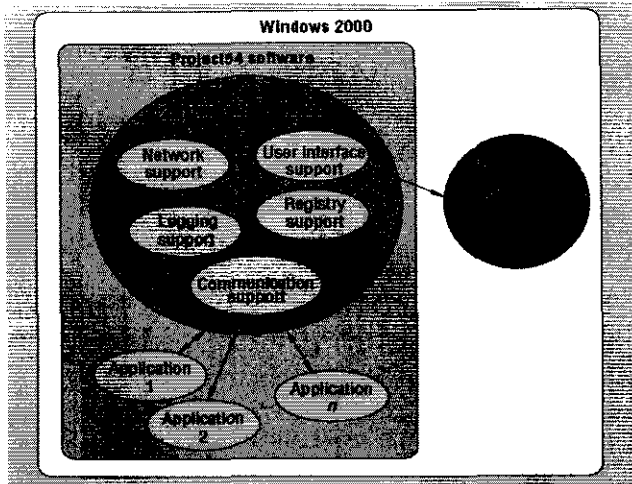 Windows 2000
Project54 software
Network
support
User interface
support
Logging
support
Registry
support
Communication
support
Application
1
Application
2
Application
n